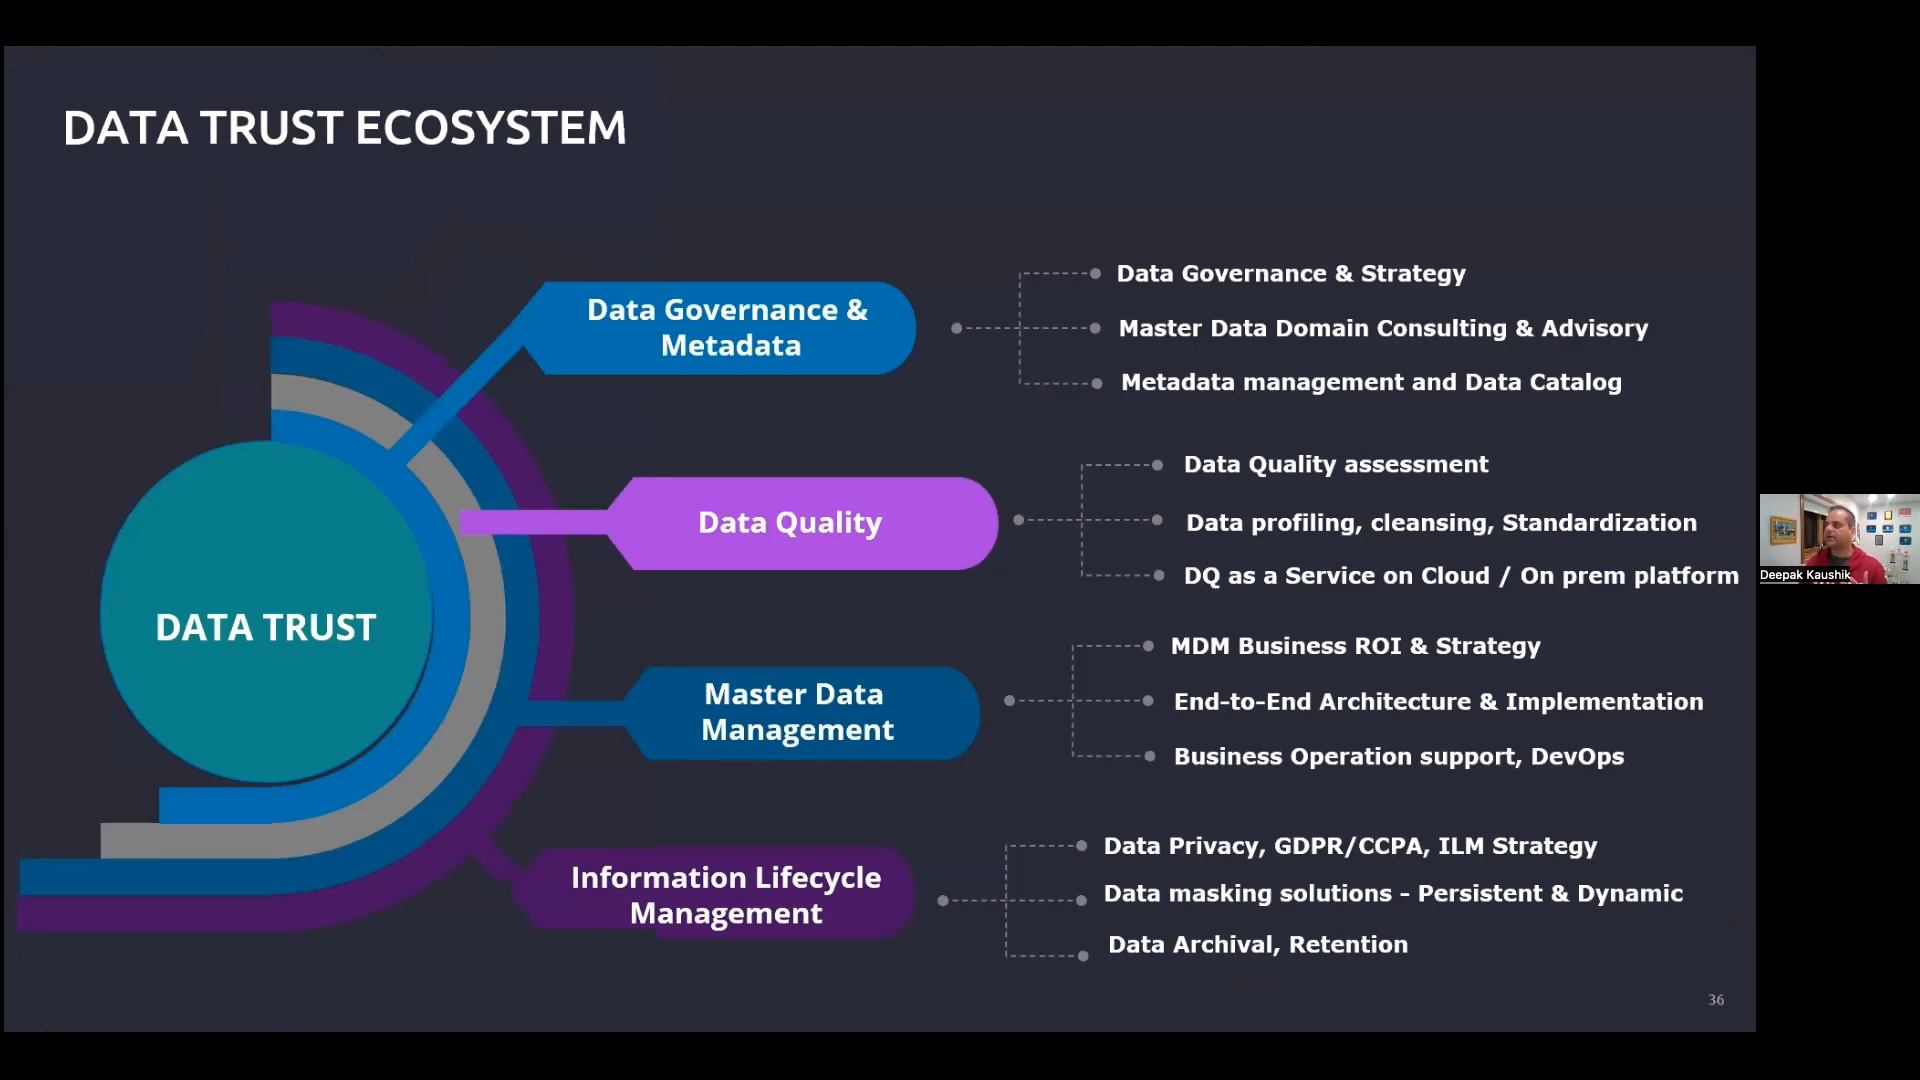 DATA TRUST ECOSYSTEM
Data Governance &
Metadata
Data Governance & Strategy
Master Data Domain Consulting & Advisory
Metadata management and Data Catalog
Data Quality
Data Quality assessment
Data profiling, cleansing, Standardization
DQ as a Service on Cloud / On prem platform
DATA TRUST
Master Data
Management
MDM Business ROI & Strategy
End-to-End Architecture & Implementation
Business Operation support, DevOps
Information Lifecycle
Management
Data Privacy, GDPR/CCPA, ILM Strategy
Data masking solutions - Persistent & Dynamic
Data Archival, Retention
36
Deepak Kaushik